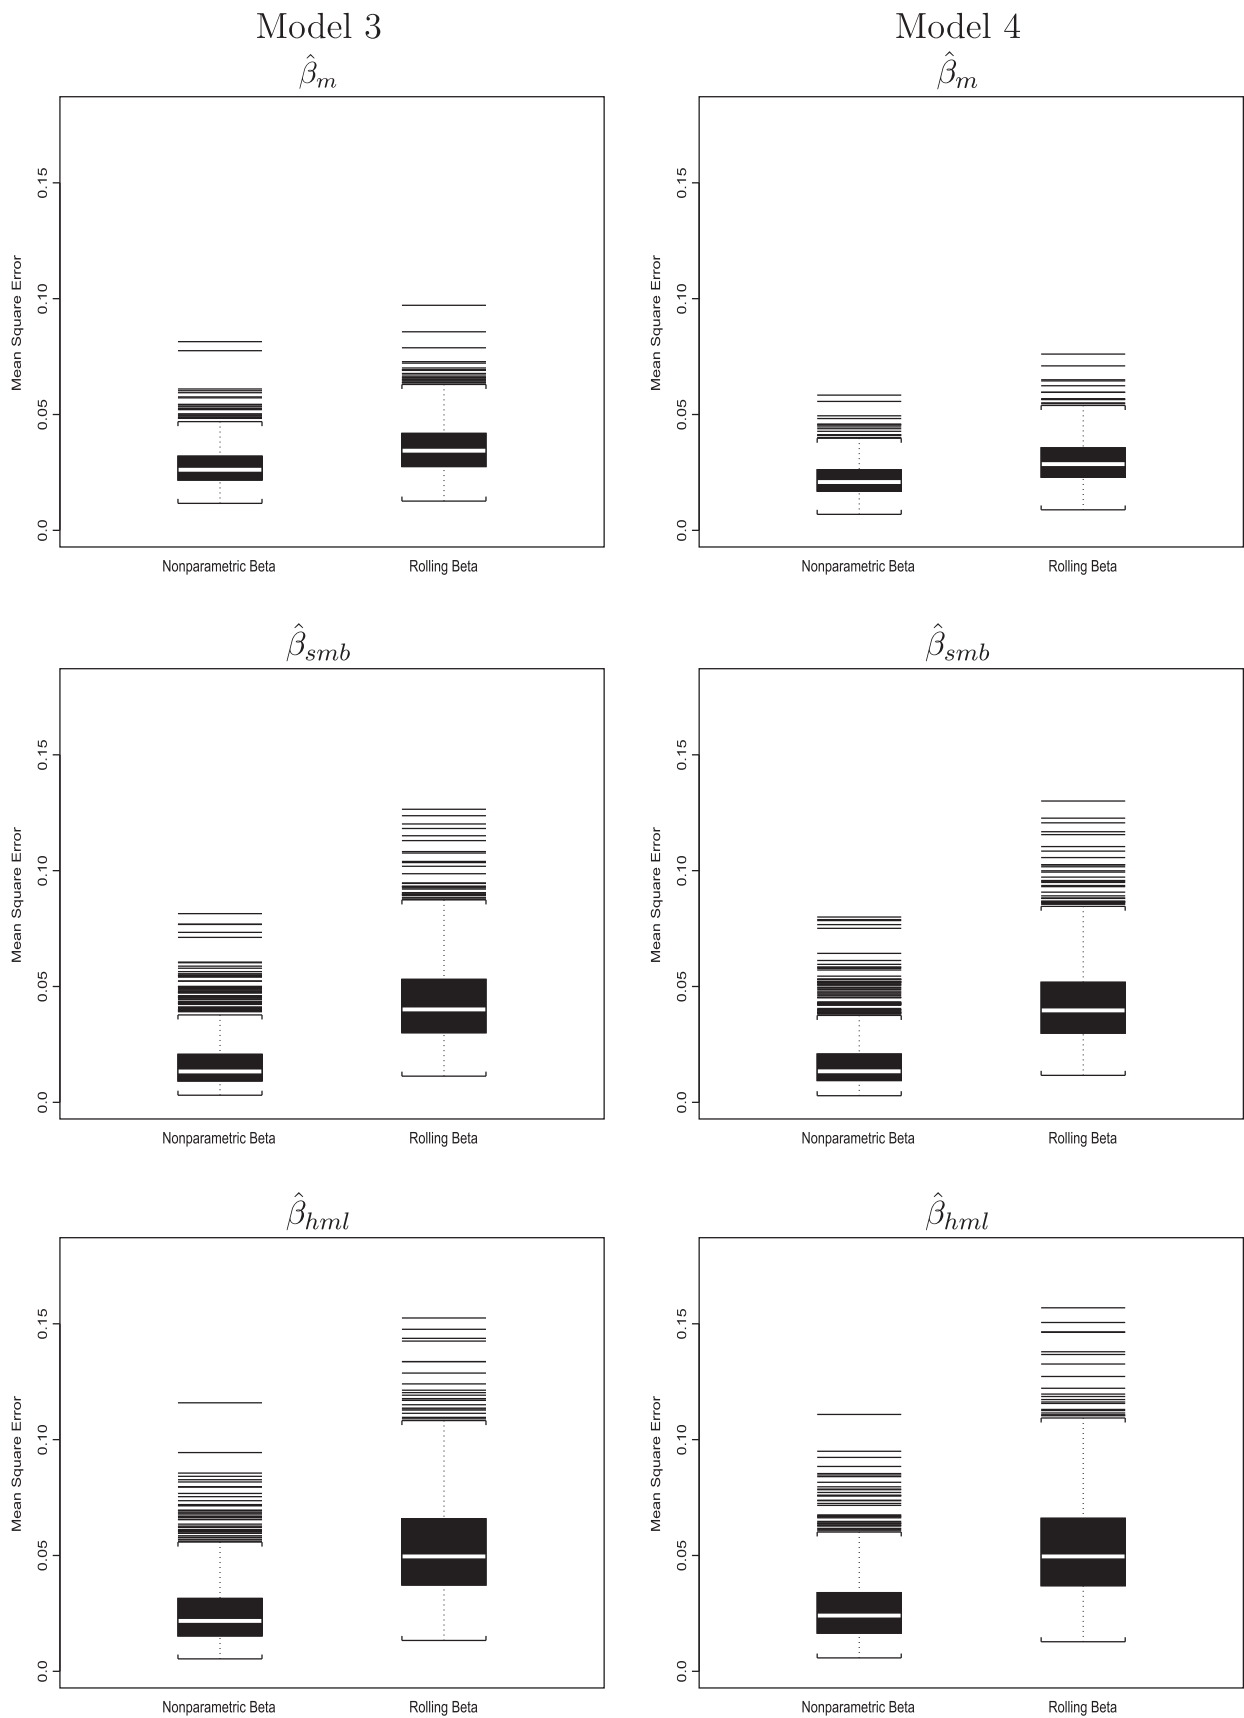 Model 3
Model 4
β̂m
β̂m
Mean Square Error
0.15
0.10
0.05
0.0
Nonparametric Beta
Rolling Beta
Mean Square Error
0.15
0.10
0.05
0.0
Nonparametric Beta
Rolling Beta
β̂smb
β̂smb
Mean Square Error
0.15
0.10
0.05
0.0
Nonparametric Beta
Rolling Beta
Mean Square Error
0.15
0.10
0.05
0.0
Nonparametric Beta
Rolling Beta
β̂hml
β̂hml
Mean Square Error
0.15
0.10
0.05
0.0
Nonparametric Beta
Rolling Beta
Mean Square Error
0.15
0.10
0.05
0.0
Nonparametric Beta
Rolling Beta